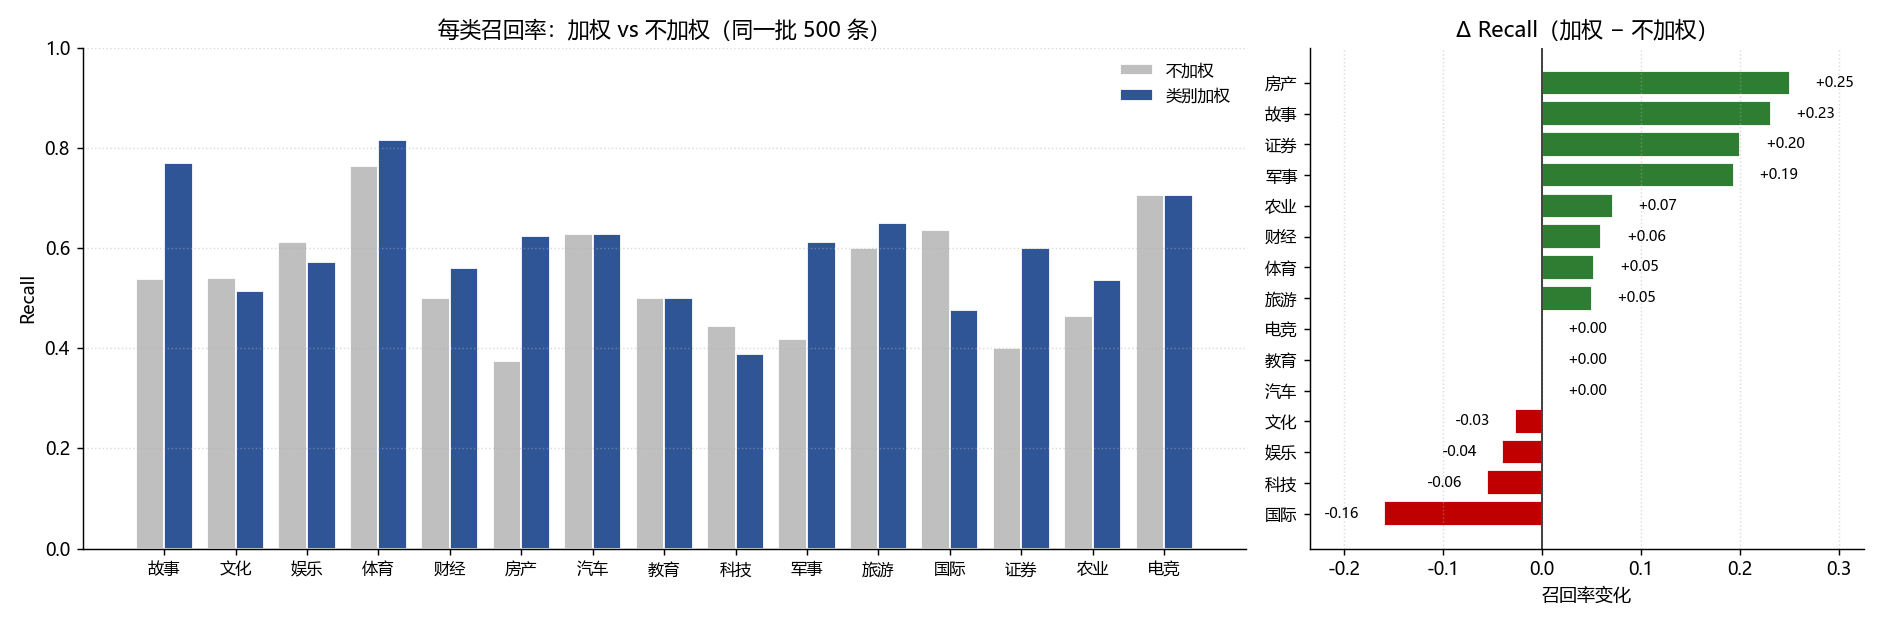 每类召回率：加权 vs 不加权（同一批 500 条）
不加权
类别加权
Recall
1.0
0.8
0.6
0.4
0.2
0.0
故事 文化 娱乐 体育 财经 房产 汽车 教育 科技 军事 旅游 国际 证券 农业 电竞
Δ Recall（加权 − 不加权）
房产 +0.25
故事 +0.23
证券 +0.20
军事 +0.19
农业 +0.07
财经 +0.06
体育 +0.05
旅游 +0.05
电竞 +0.00
教育 +0.00
汽车 +0.00
文化 -0.03
娱乐 -0.04
科技 -0.06
国际 -0.16
-0.2 -0.1 0.0 0.1 0.2 0.3
召回率变化